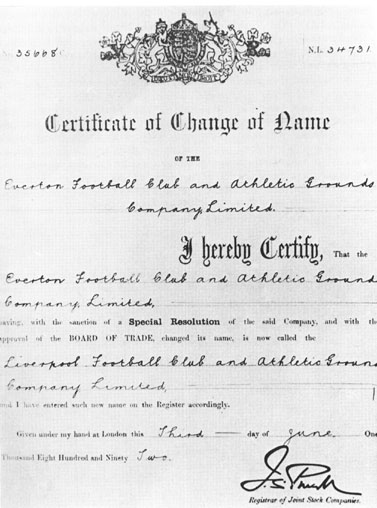 No. 35668 C.
N.L. 34731
Certificate of Change of Name
OF THE
Everton Football Club and Athletic Grounds
Company, Limited.
I hereby Certify, That the
Everton Football Club and Athletic Ground
Company, Limited,
aving, with the sanction of a Special Resolution of the said Company, and with the
approval of the BOARD OF TRADE, changed its name, is now called the
Liverpool Football Club and Athletic Groun
Company Limited
and I have entered such new name on the Register accordingly.
Given under my hand at London this Third day of June One
Thousand Eight Hundred and Ninety Two.
Registrar of Joint Stock Companies.